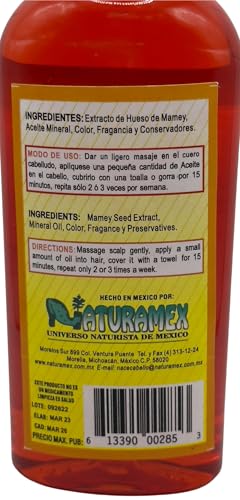 INGREDIENTES: Extracto de Hueso de Mamey,
Aceite Mineral, Color, Fragancia y Conservadores.
MODO DE USO: Dar un ligero masaje en el cuero
cabelludo, apliquese una pequeña cantidad de Aceite
en el cabello, cubrirlo con una toalla o gorra por 15
minutos, repita sólo 2 ó 3 veces por semana.
INGREDIENTS: Mamey Seed Extract,
Mineral Oil, Color, Fragance y Preservatives.
DIRECTIONS: Massage scalp gently, apply a small
amount of oil into hair, cover it with a towel for 15
minutes, repeat only 2 or 3 times a week.
HECHO EN MEXICO POR:
NATURAMEX
UNIVERSO NATURISTA DE MEXICO
Morelos Sur 899 Col. Ventura Puente Tel. y Fax (4) 313-12-24
Morelia, Michoacán, México C.P. 58020
www.naturamex.com.mx e-mail: nacecabello@naturamex.com.mx
ESTE PRODUCTO NO ES UN
MEDICAMENTO
LIMPIEZA ES SALUD
LOTE: 092622
ELAB: MAR 23
CAD: MAR 26
PRECIO MAX. PUB:
6 13390 00285 3